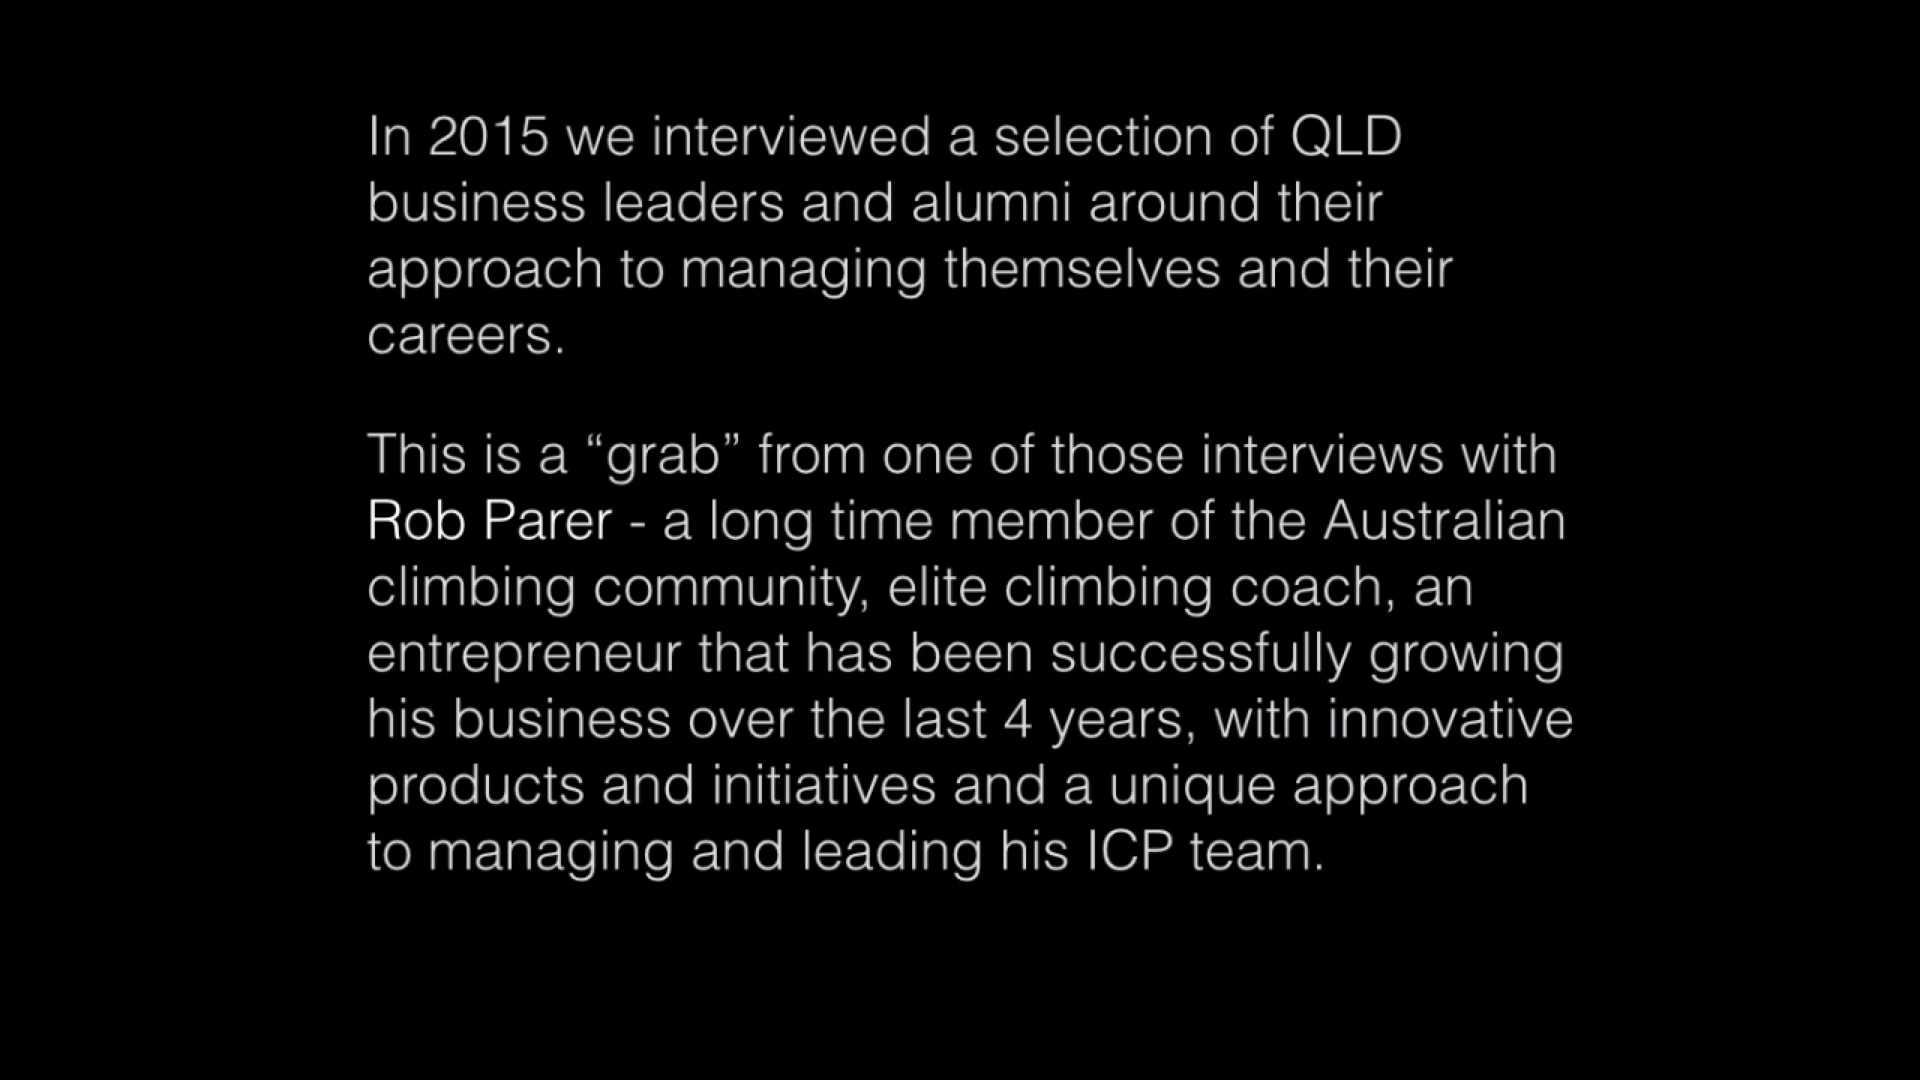 In 2015 we interviewed a selection of QLD
business leaders and alumni around their
approach to managing themselves and their
careers.
This is a “grab” from one of those interviews with
Rob Parer - a long time member of the Australian
climbing community, elite climbing coach, an
entrepreneur that has been successfully growing
his business over the last 4 years, with innovative
products and initiatives and a unique approach
to managing and leading his ICP team.